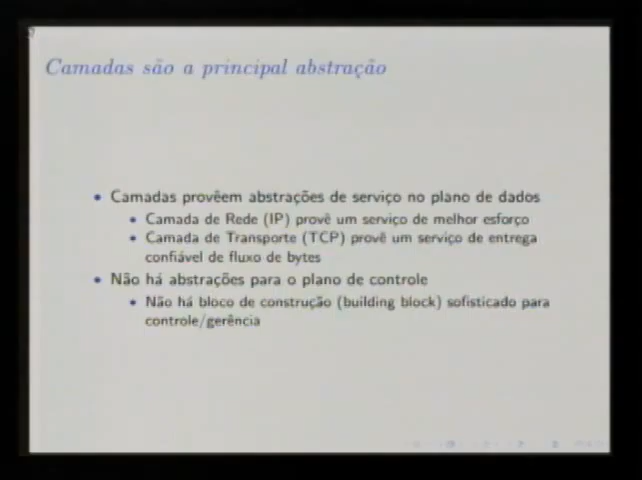 Camadas são a principal abstração
• Camadas provêem abstrações de serviço no plano de dados
• Camada de Rede (IP) provê um serviço de melhor esforço
• Camada de Transporte (TCP) provê um serviço de entrega
confiável de fluxo de bytes
• Não há abstrações para o plano de controle
• Não há bloco de construção (building block) sofisticado para
controle/gerência